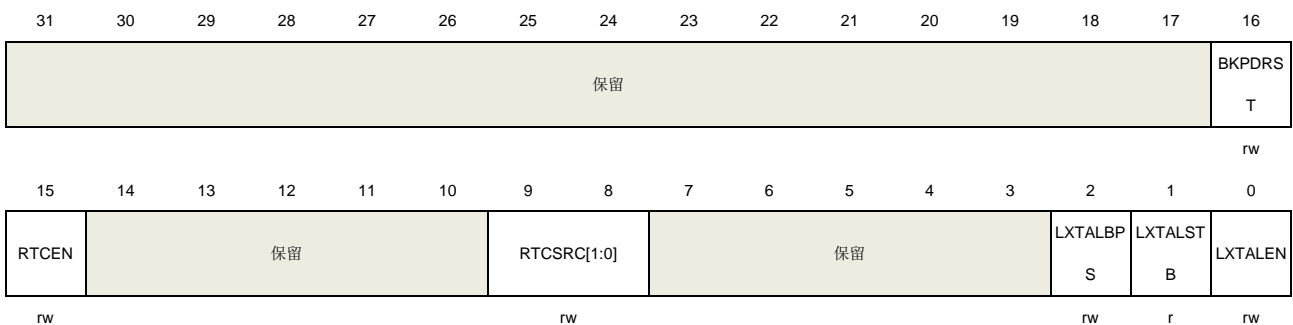 31 30 29 28 27 26 25 24 23 22 21 20 19 18 17 16
保留 BKPDRS
T
rw
15 14 13 12 11 10 9 8 7 6 5 4 3 2 1 0
RTCEN 保留 RTCSRC[1:0] 保留 LXTALBP LXTALST LXTALEN
S B
rw rw rw r rw